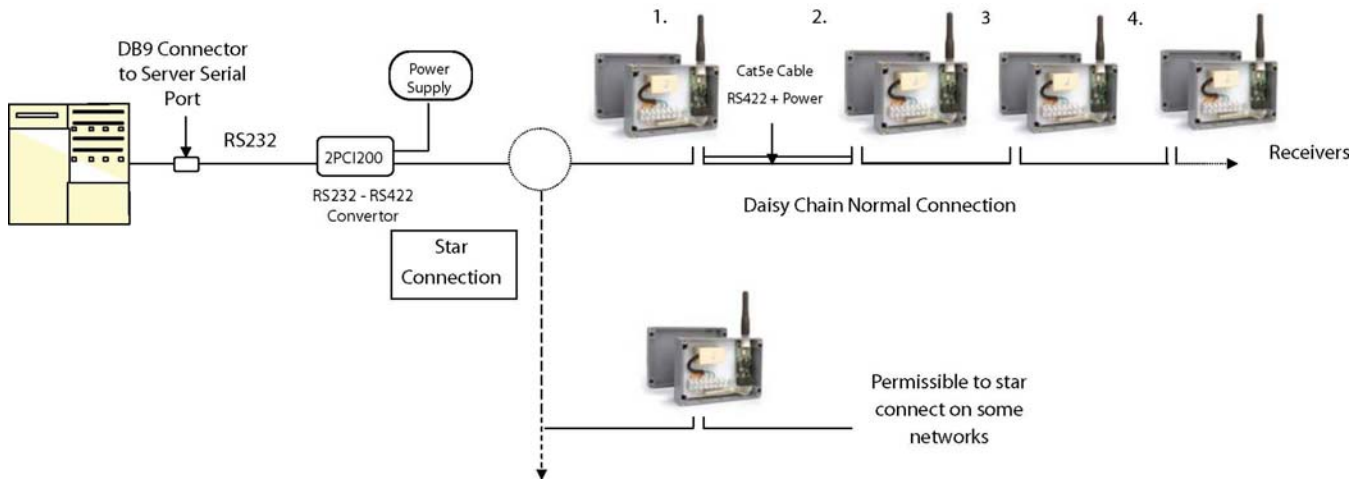 1.
2.
3
4.
DB9 Connector
to Server Serial
Port
Power
Supply
Cat5e Cable
RS422 + Power
RS232
2PCI200
Receivers
RS232 - RS422
Convertor
Daisy Chain Normal Connection
Star
Connection
Permissible to star
connect on some
networks